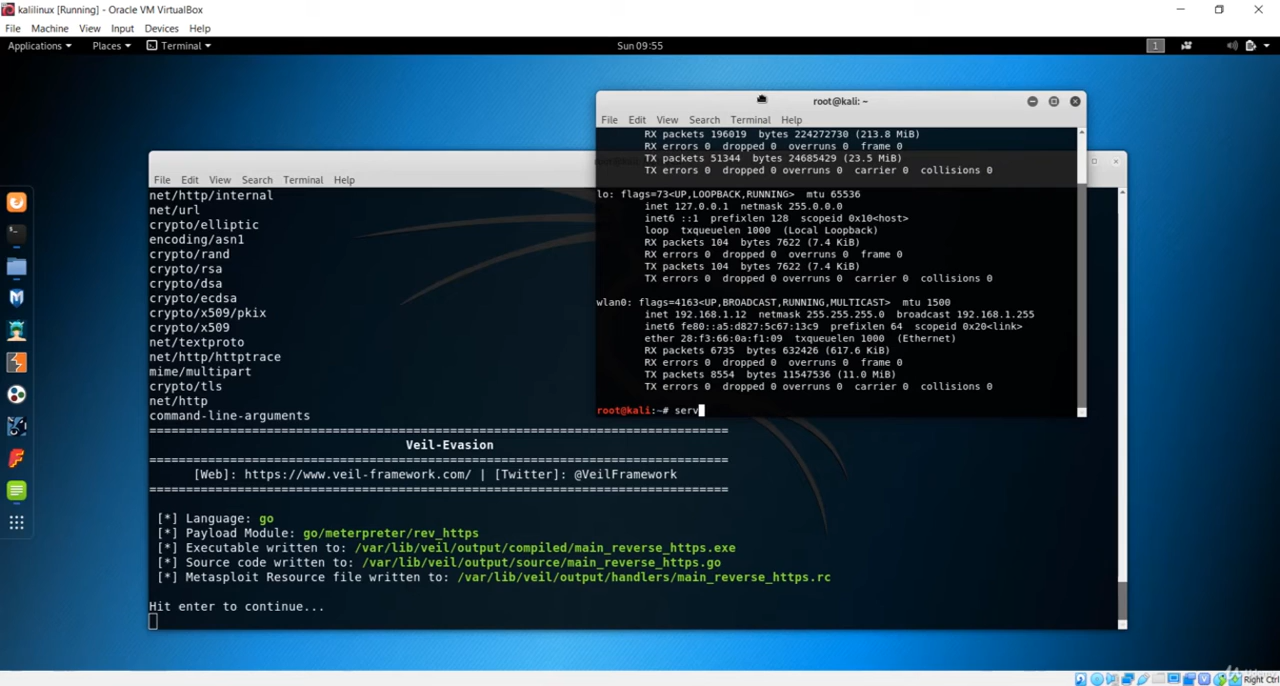 kalilinux [Running] - Oracle VM VirtualBox
File Machine View Input Devices Help
Applications Places Terminal Sun 09:55 1
root@kali: ~
File Edit View Search Terminal Help
RX packets 196019 bytes 224272730 (213.8 MiB)
RX errors 0 dropped 0 overruns 0 frame 0
TX packets 51344 bytes 24685429 (23.5 MiB)
TX errors 0 dropped 0 overruns 0 carrier 0 collisions 0
lo: flags=73<UP,LOOPBACK,RUNNING> mtu 65536
inet 127.0.0.1 netmask 255.0.0.0
inet6 ::1 prefixlen 128 scopeid 0x10<host>
loop txqueuelen 1000 (Local Loopback)
RX packets 104 bytes 7622 (7.4 KiB)
RX errors 0 dropped 0 overruns 0 frame 0
TX packets 104 bytes 7622 (7.4 KiB)
TX errors 0 dropped 0 overruns 0 carrier 0 collisions 0
wlan0: flags=4163<UP,BROADCAST,RUNNING,MULTICAST> mtu 1500
inet 192.168.1.12 netmask 255.255.255.0 broadcast 192.168.1.255
inet6 fe80::a5:d827:5c67:13c9 prefixlen 64 scopeid 0x20<link>
ether 28:f3:66:0a:f1:09 txqueuelen 1000 (Ethernet)
RX packets 6735 bytes 632426 (617.6 KiB)
RX errors 0 dropped 0 overruns 0 frame 0
TX packets 8554 bytes 11547536 (11.0 MiB)
TX errors 0 dropped 0 overruns 0 carrier 0 collisions 0
root@kali:~# serv
File Edit View Search Terminal Help
net/http/internal
net/url
crypto/elliptic
encoding/asn1
crypto/rand
crypto/rsa
crypto/dsa
crypto/ecdsa
crypto/x509/pkix
crypto/x509
net/textproto
net/http/httptrace
mime/multipart
crypto/tls
net/http
command-line-arguments
===============================================================================
Veil-Evasion
===============================================================================
[Web]: https://www.veil-framework.com/ | [Twitter]: @VeilFramework
===============================================================================
[*] Language: go
[*] Payload Module: go/meterpreter/rev_https
[*] Executable written to: /var/lib/veil/output/compiled/main_reverse_https.exe
[*] Source code written to: /var/lib/veil/output/source/main_reverse_https.go
[*] Metasploit Resource file written to: /var/lib/veil/output/handlers/main_reverse_https.rc
Hit enter to continue...
Right Ctrl